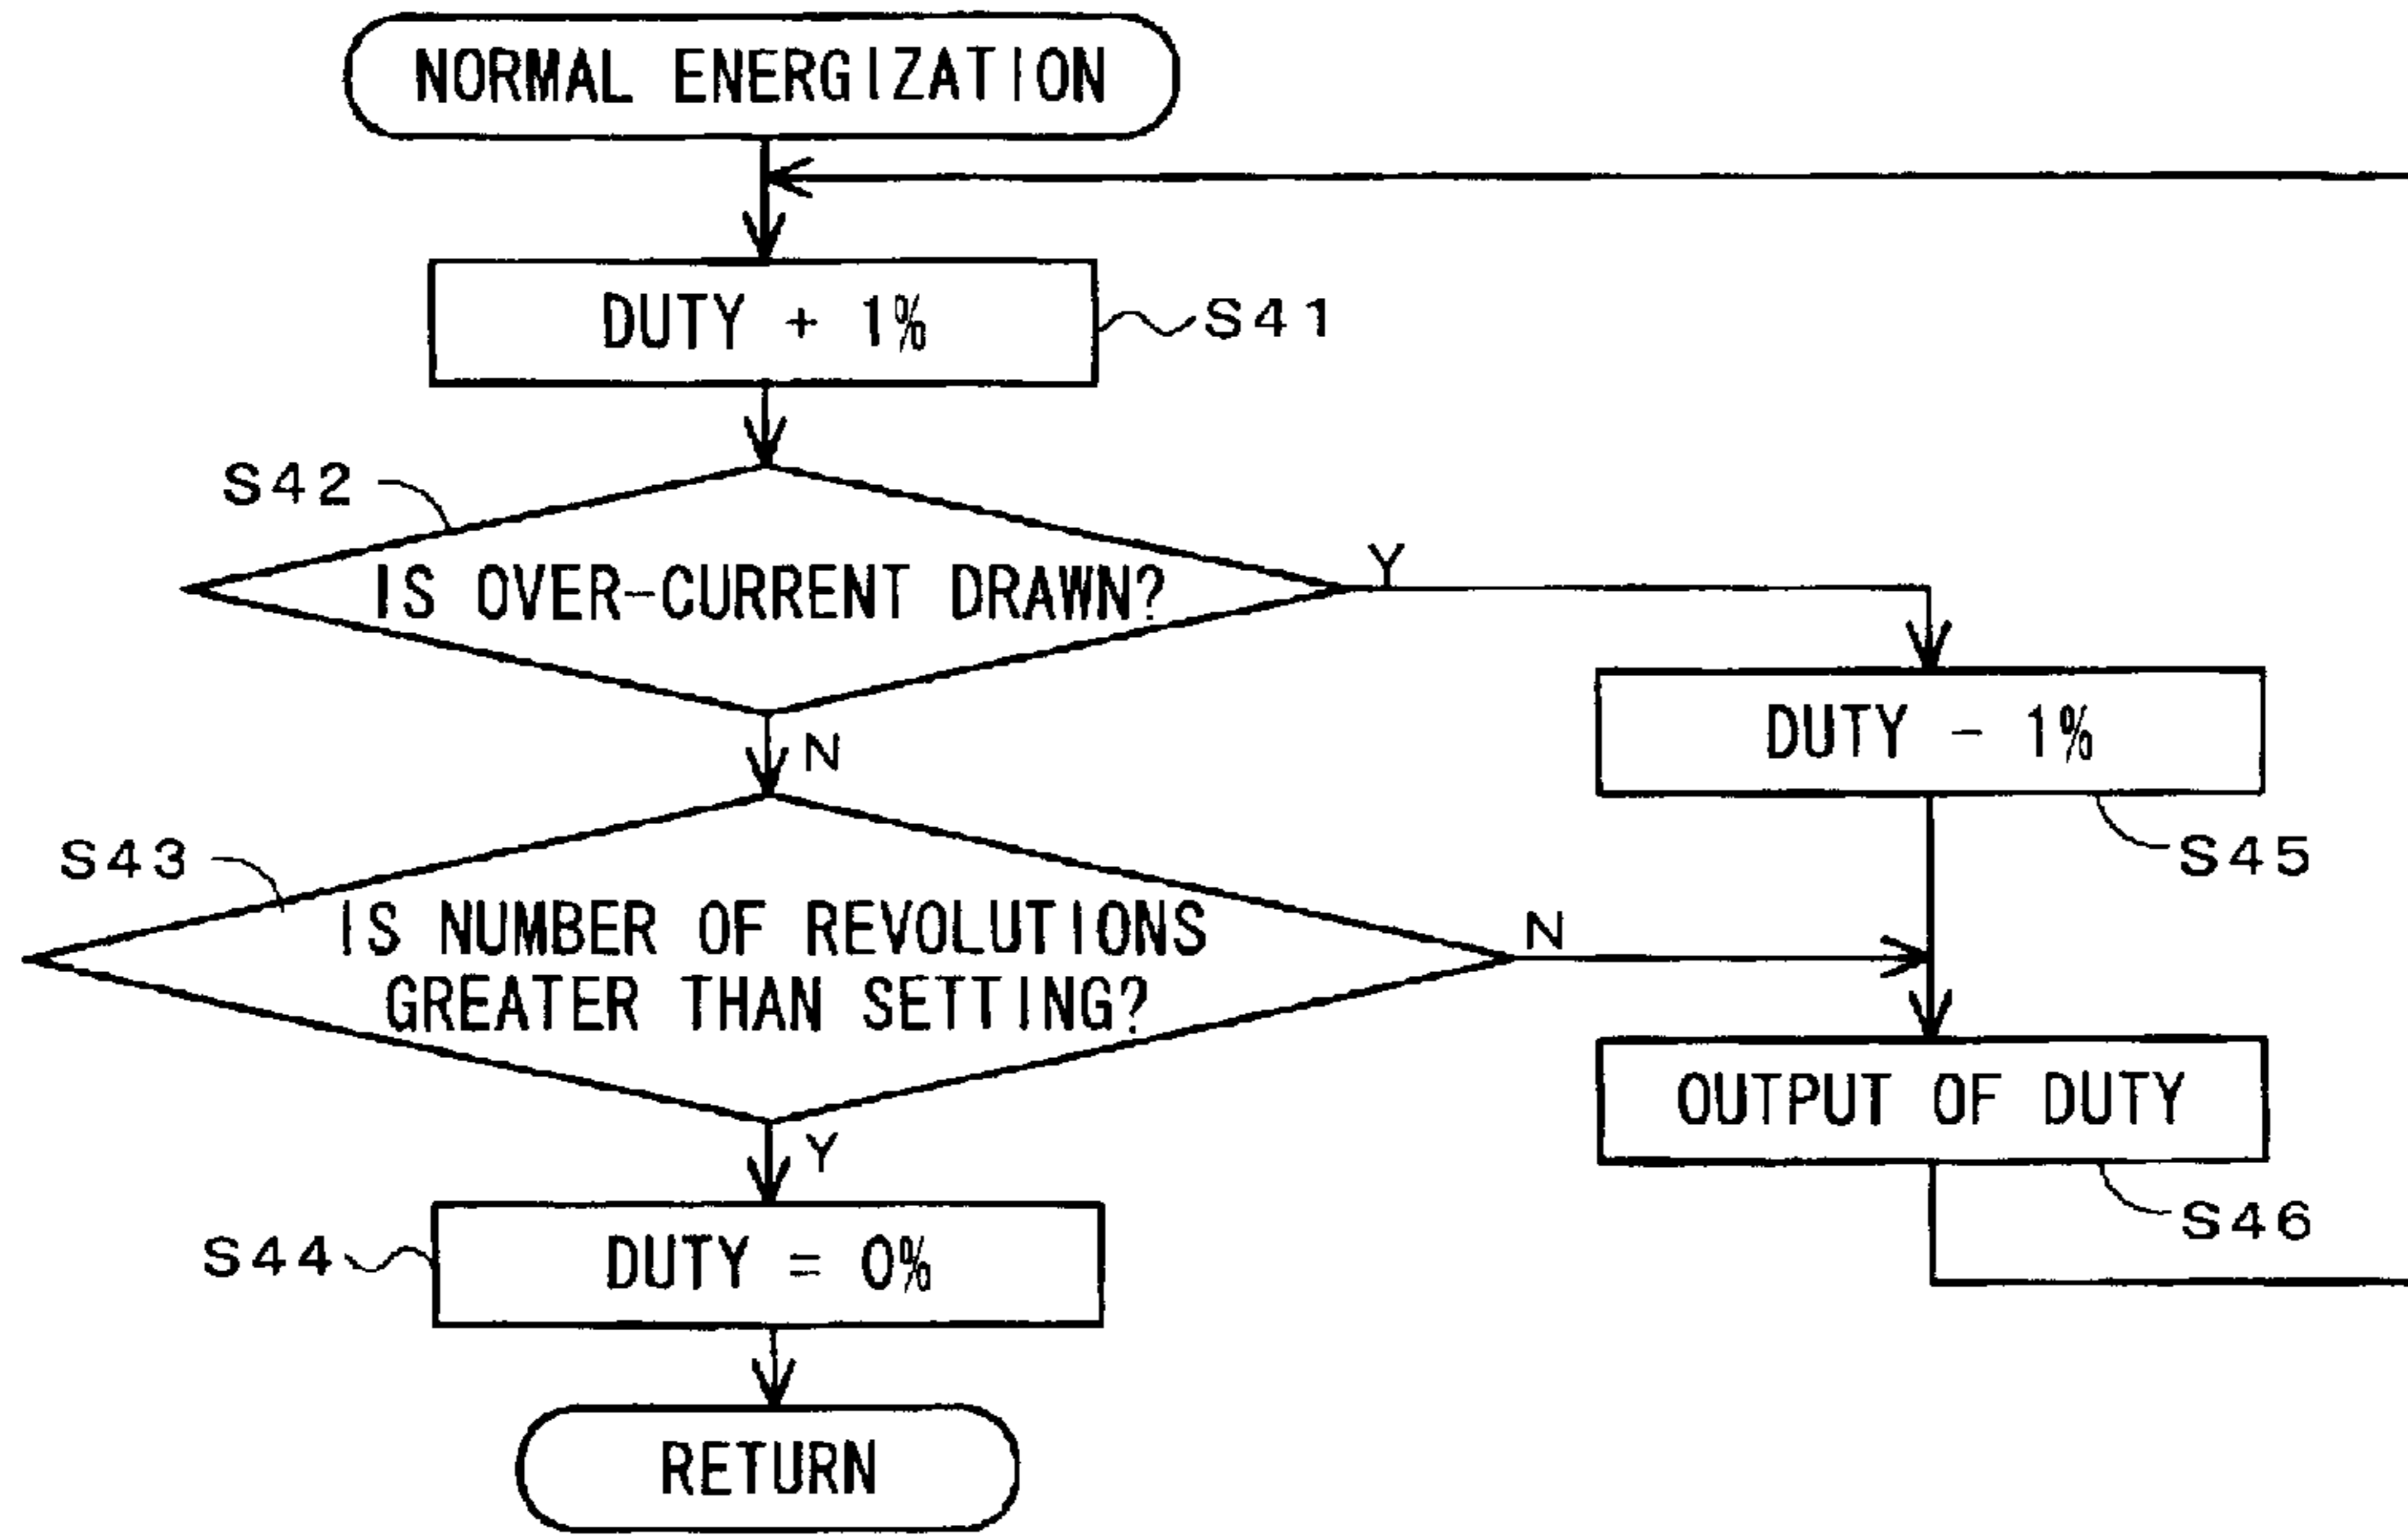 NORMAL ENERGIZATION
DUTY + 1%
S41
S42
IS OVER-CURRENT DRAWN?
Y
N
DUTY - 1%
S45
S43
IS NUMBER OF REVOLUTIONS
GREATER THAN SETTING?
N
Y
OUTPUT OF DUTY
S46
S44
DUTY = 0%
RETURN